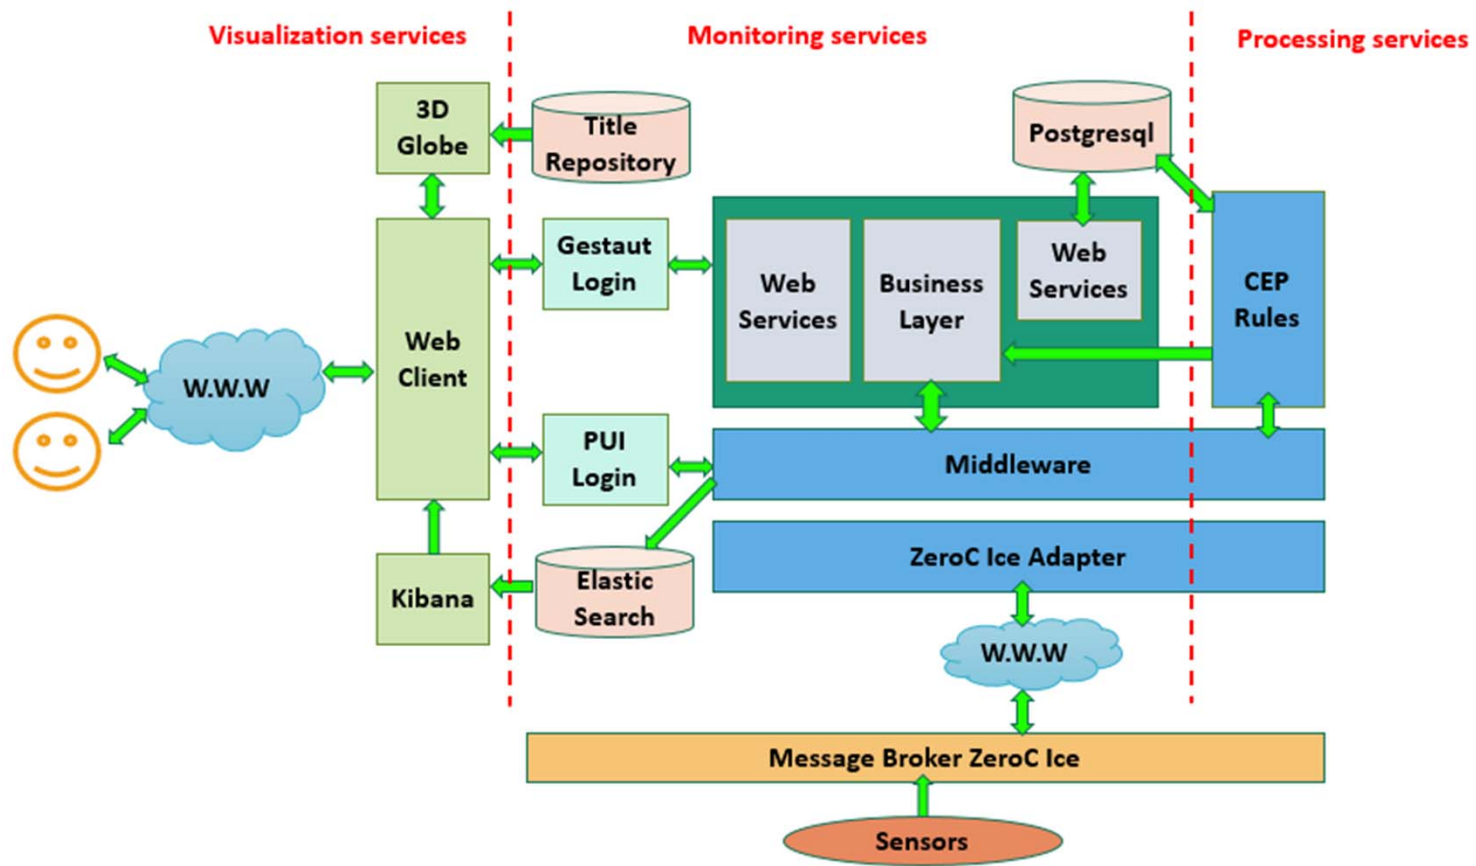 Visualization services
Monitoring services
Processing services
3D
Globe
Title
Repository
Postgresql
Gestaut
Login
Web
Services
Business
Layer
Web
Services
CEP
Rules
W.W.W
Web
Client
PUI
Login
Middleware
Kibana
Elastic
Search
ZeroC Ice Adapter
W.W.W
Message Broker ZeroC Ice
Sensors